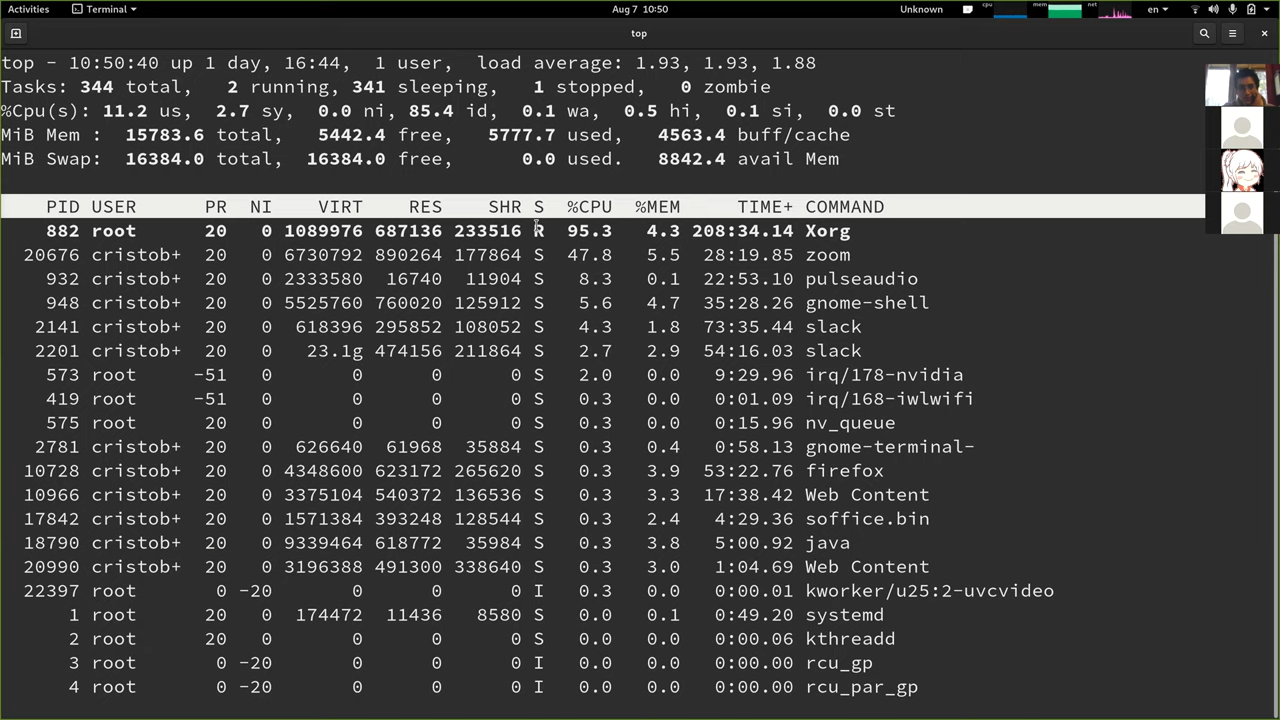 Activities Terminal Aug 7 10:50 Unknown cpu mem net en
top
top - 10:50:40 up 1 day, 16:44, 1 user, load average: 1.93, 1.93, 1.88
Tasks: 344 total, 2 running, 341 sleeping, 1 stopped, 0 zombie
%Cpu(s): 11.2 us, 2.7 sy, 0.0 ni, 85.4 id, 0.1 wa, 0.5 hi, 0.1 si, 0.0 st
MiB Mem : 15783.6 total, 5442.4 free, 5777.7 used, 4563.4 buff/cache
MiB Swap: 16384.0 total, 16384.0 free, 0.0 used. 8842.4 avail Mem
PID USER PR NI VIRT RES SHR S %CPU %MEM TIME+ COMMAND
882 root 20 0 1089976 687136 233516 R 95.3 4.3 208:34.14 Xorg
20676 cristob+ 20 0 6730792 890264 177864 S 47.8 5.5 28:19.85 zoom
932 cristob+ 20 0 2333580 16740 11904 S 8.3 0.1 22:53.10 pulseaudio
948 cristob+ 20 0 5525760 760020 125912 S 5.6 4.7 35:28.26 gnome-shell
2141 cristob+ 20 0 618396 295852 108052 S 4.3 1.8 73:35.44 slack
2201 cristob+ 20 0 23.1g 474156 211864 S 2.7 2.9 54:16.03 slack
573 root -51 0 0 0 0 S 2.0 0.0 9:29.96 irq/178-nvidia
419 root -51 0 0 0 0 S 0.3 0.0 0:01.09 irq/168-iwlwifi
575 root 20 0 0 0 0 S 0.3 0.0 0:15.96 nv_queue
2781 cristob+ 20 0 626640 61968 35884 S 0.3 0.4 0:58.13 gnome-terminal-
10728 cristob+ 20 0 4348600 623172 265620 S 0.3 3.9 53:22.76 firefox
10966 cristob+ 20 0 3375104 540372 136536 S 0.3 3.3 17:38.42 Web Content
17842 cristob+ 20 0 1571384 393248 128544 S 0.3 2.4 4:29.36 soffice.bin
18790 cristob+ 20 0 9339464 618772 35984 S 0.3 3.8 5:00.92 java
20990 cristob+ 20 0 3196388 491300 338640 S 0.3 3.0 1:04.69 Web Content
22397 root 0 -20 0 0 0 I 0.3 0.0 0:00.01 kworker/u25:2-uvcvideo
1 root 20 0 174472 11436 8580 S 0.0 0.1 0:49.20 systemd
2 root 20 0 0 0 0 S 0.0 0.0 0:00.06 kthreadd
3 root 0 -20 0 0 0 I 0.0 0.0 0:00.00 rcu_gp
4 root 0 -20 0 0 0 I 0.0 0.0 0:00.00 rcu_par_gp